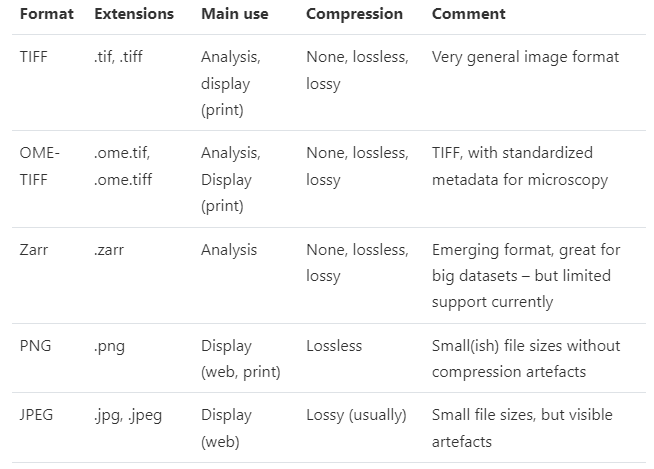 Format Extensions Main use Compression Comment
TIFF .tif, .tiff Analysis, None, lossless, Very general image format
display lossy
(print)
OME- .ome.tif, Analysis, None, lossless, TIFF, with standardized
TIFF .ome.tiff Display lossy metadata for microscopy
(print)
Zarr .zarr Analysis None, lossless, Emerging format, great for
lossy big datasets – but limited
support currently
PNG .png Display Lossless Small(ish) file sizes without
(web, print) compression artefacts
JPEG .jpg, .jpeg Display Lossy (usually) Small file sizes, but visible
(web) artefacts